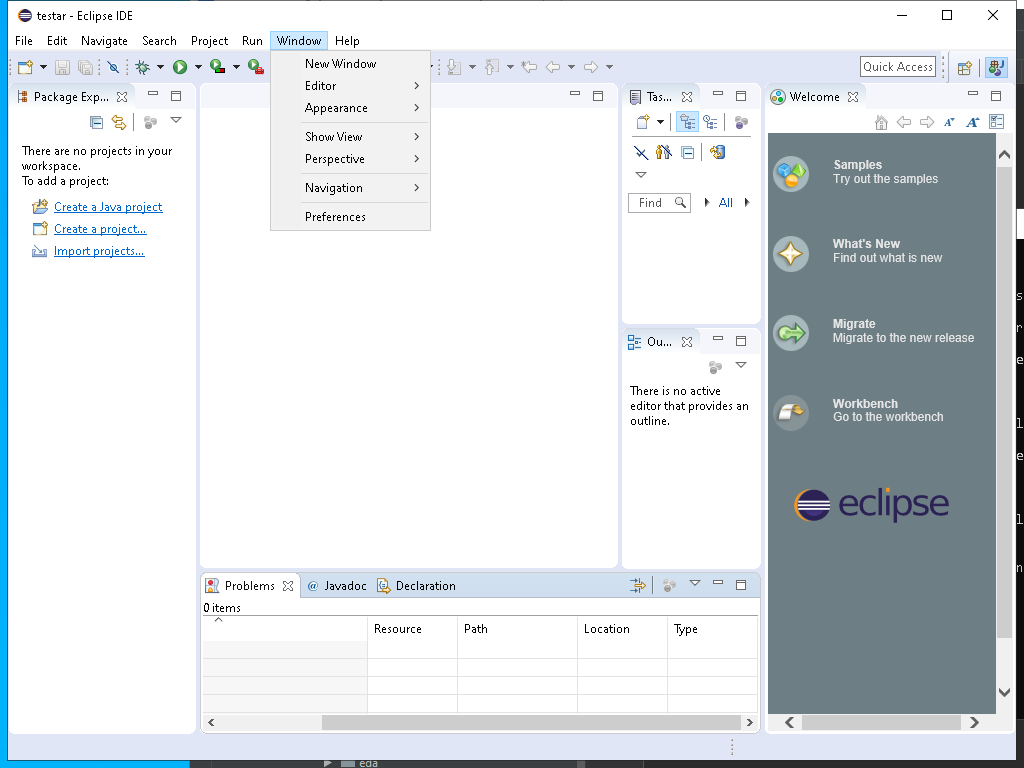 testar - Eclipse IDE
File Edit Navigate Search Project Run Window Help
Quick Access
New Window
Editor
Appearance
Show View
Perspective
Navigation
Preferences
Package Exp...
There are no projects in your
workspace.
To add a project:
Create a Java project
Create a project...
Import projects...
Tas...
Find
All
Ou...
There is no active
editor that provides an
outline.
Welcome
Samples
Try out the samples
What's New
Find out what is new
Migrate
Migrate to the new release
Workbench
Go to the workbench
eclipse
Problems @ Javadoc Declaration
0 items
Resource Path Location Type
eda